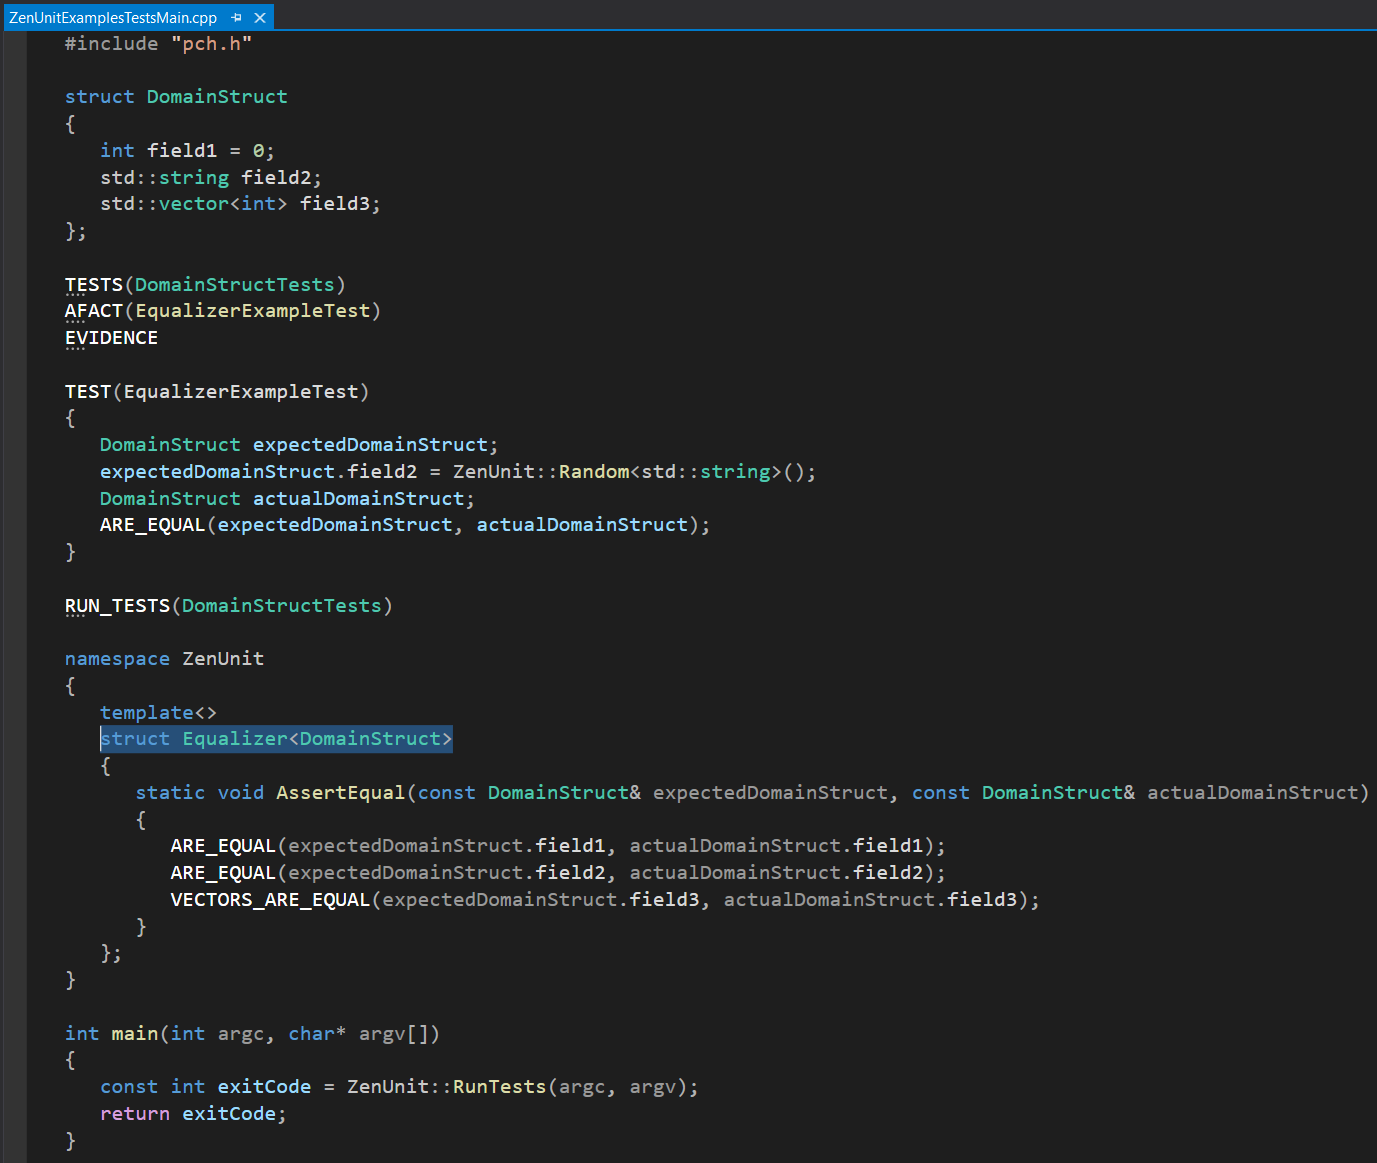 ZenUnitExamplesTestsMain.cpp
#include "pch.h"
struct DomainStruct
{
int field1 = 0;
std::string field2;
std::vector<int> field3;
};
TESTS(DomainStructTests)
AFACT(EqualizerExampleTest)
EVIDENCE
TEST(EqualizerExampleTest)
{
DomainStruct expectedDomainStruct;
expectedDomainStruct.field2 = ZenUnit::Random<std::string>();
DomainStruct actualDomainStruct;
ARE_EQUAL(expectedDomainStruct, actualDomainStruct);
}
RUN_TESTS(DomainStructTests)
namespace ZenUnit
{
template<>
struct Equalizer<DomainStruct>
{
static void AssertEqual(const DomainStruct& expectedDomainStruct, const DomainStruct& actualDomainStruct)
{
ARE_EQUAL(expectedDomainStruct.field1, actualDomainStruct.field1);
ARE_EQUAL(expectedDomainStruct.field2, actualDomainStruct.field2);
VECTORS_ARE_EQUAL(expectedDomainStruct.field3, actualDomainStruct.field3);
}
};
}
int main(int argc, char* argv[])
{
const int exitCode = ZenUnit::RunTests(argc, argv);
return exitCode;
}